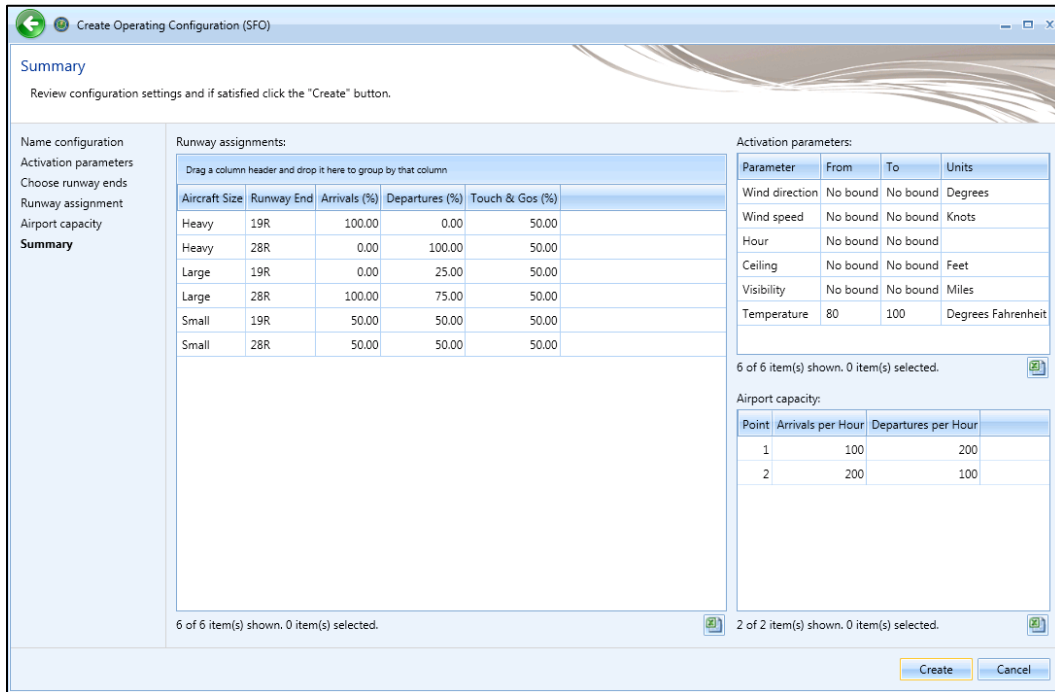 Create Operating Configuration (SFO)
Summary
Review configuration settings and if satisfied click the "Create" button.
Name configuration
Activation parameters
Choose runway ends
Runway assignment
Airport capacity
Summary
Runway assignments:
Drag a column header and drop it here to group by that column
Aircraft Size Runway End Arrivals (%) Departures (%) Touch & Gos (%)
Heavy 19R 100.00 0.00 50.00
Heavy 28R 0.00 100.00 50.00
Large 19R 0.00 25.00 50.00
Large 28R 100.00 75.00 50.00
Small 19R 50.00 50.00 50.00
Small 28R 50.00 50.00 50.00
6 of 6 item(s) shown. 0 item(s) selected.
Activation parameters:
Parameter From To Units
Wind direction No bound No bound Degrees
Wind speed No bound No bound Knots
Hour No bound No bound
Ceiling No bound No bound Feet
Visibility No bound No bound Miles
Temperature 80 100 Degrees Fahrenheit
6 of 6 item(s) shown. 0 item(s) selected.
Airport capacity:
Point Arrivals per Hour Departures per Hour
1 100 200
2 200 100
2 of 2 item(s) shown. 0 item(s) selected.
Create Cancel